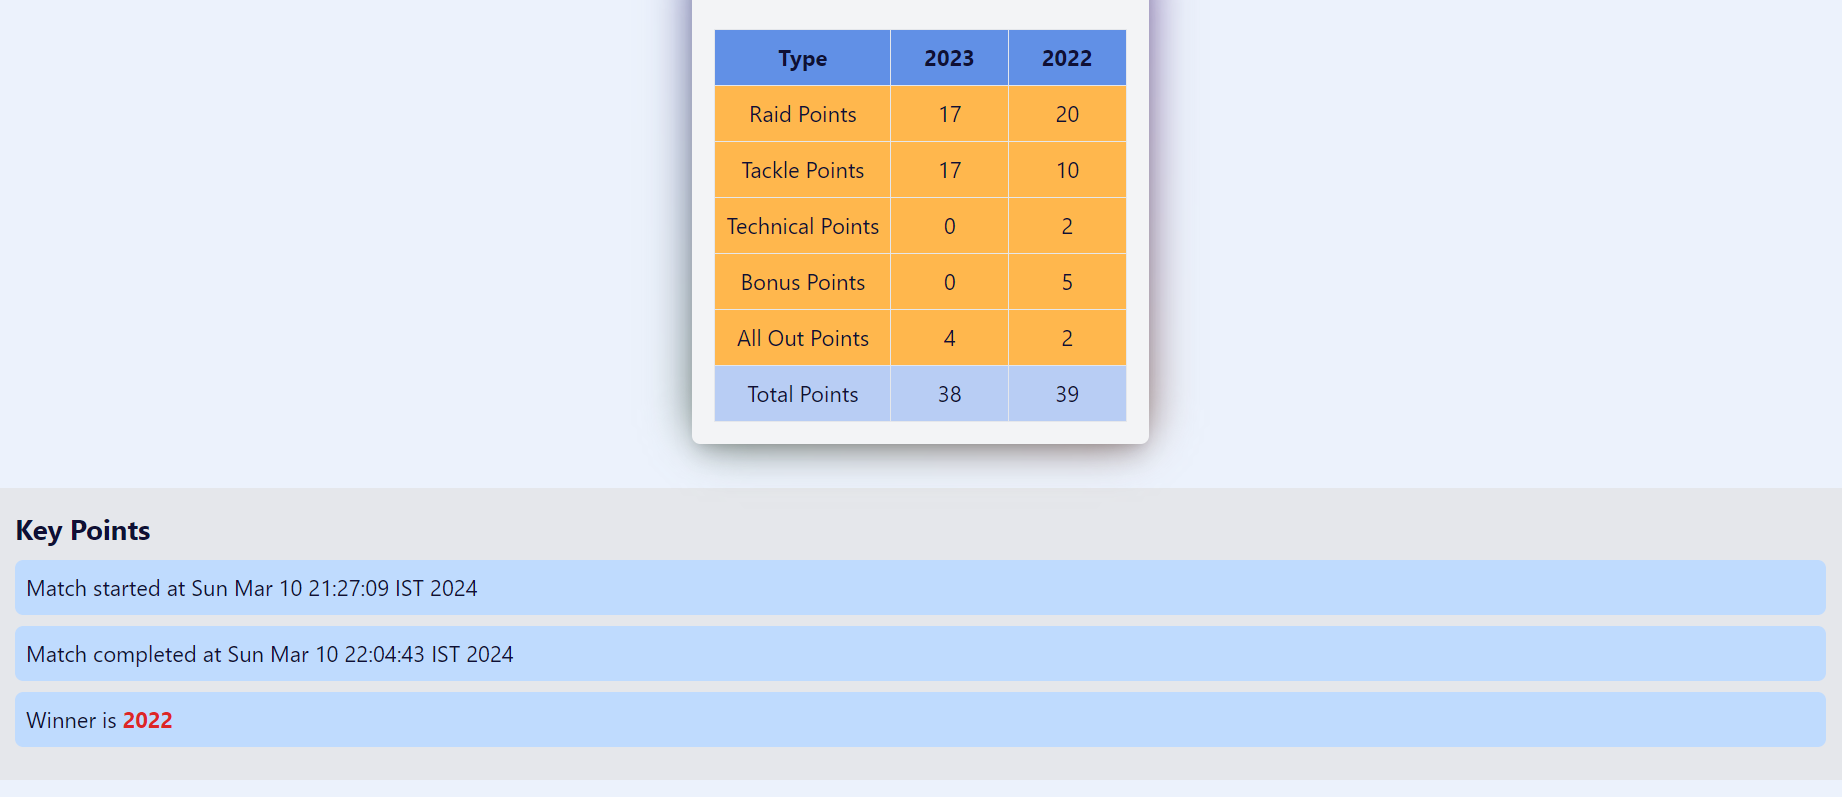 Type 2023 2022
Raid Points 17 20
Tackle Points 17 10
Technical Points 0 2
Bonus Points 0 5
All Out Points 4 2
Total Points 38 39
Key Points
Match started at Sun Mar 10 21:27:09 IST 2024
Match completed at Sun Mar 10 22:04:43 IST 2024
Winner is 2022